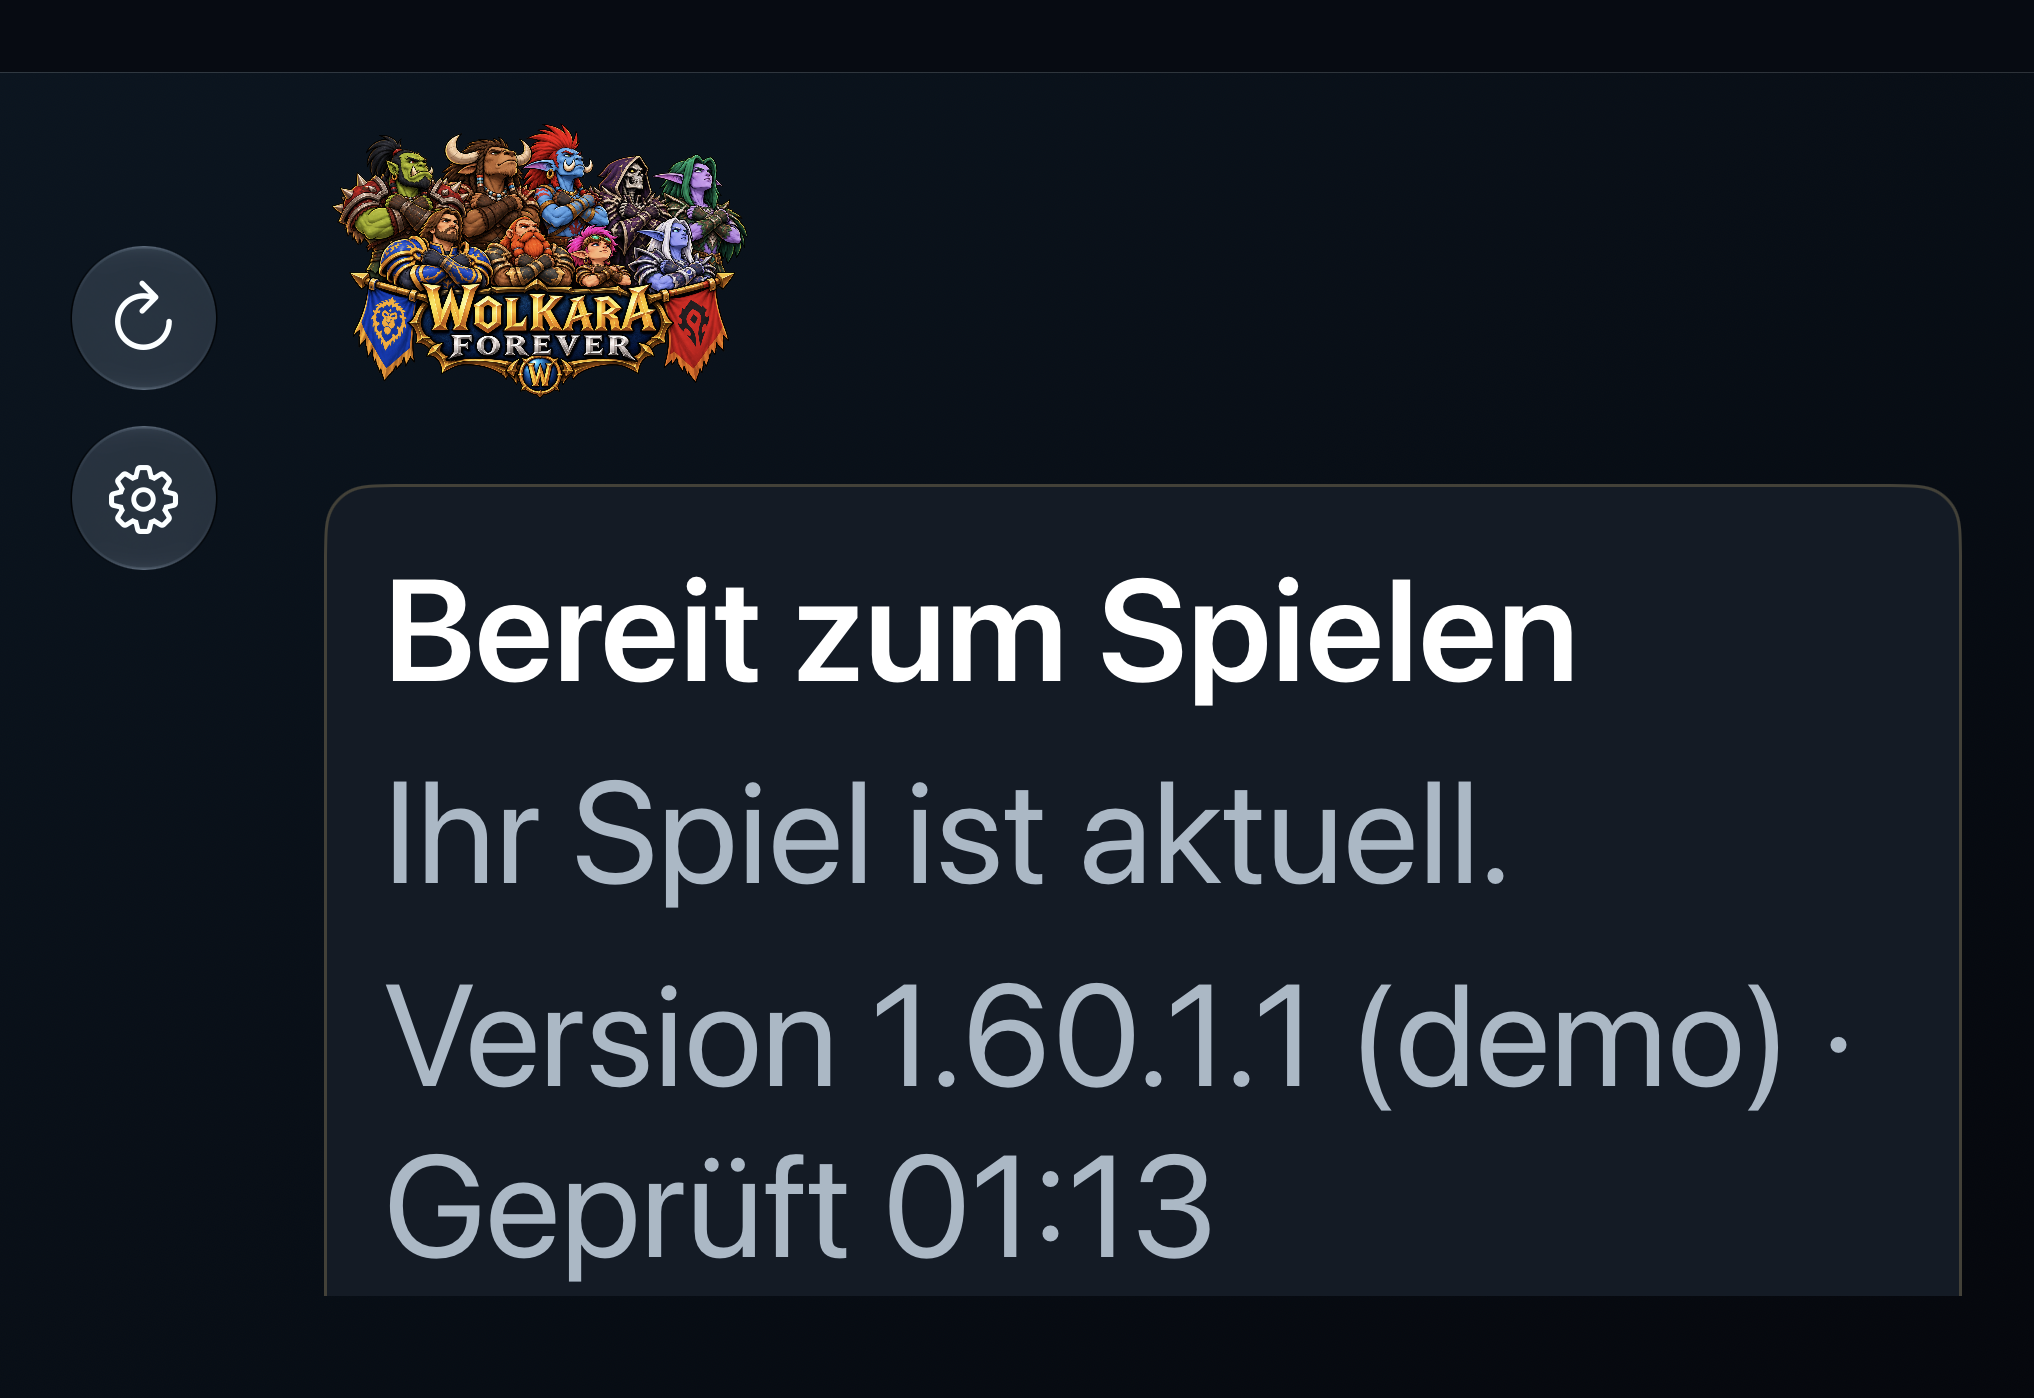 WOLKARA
FOREVER
W
Bereit zum Spielen
Ihr Spiel ist aktuell.
Version 1.60.1.1 (demo) ·
Geprüft 01:13